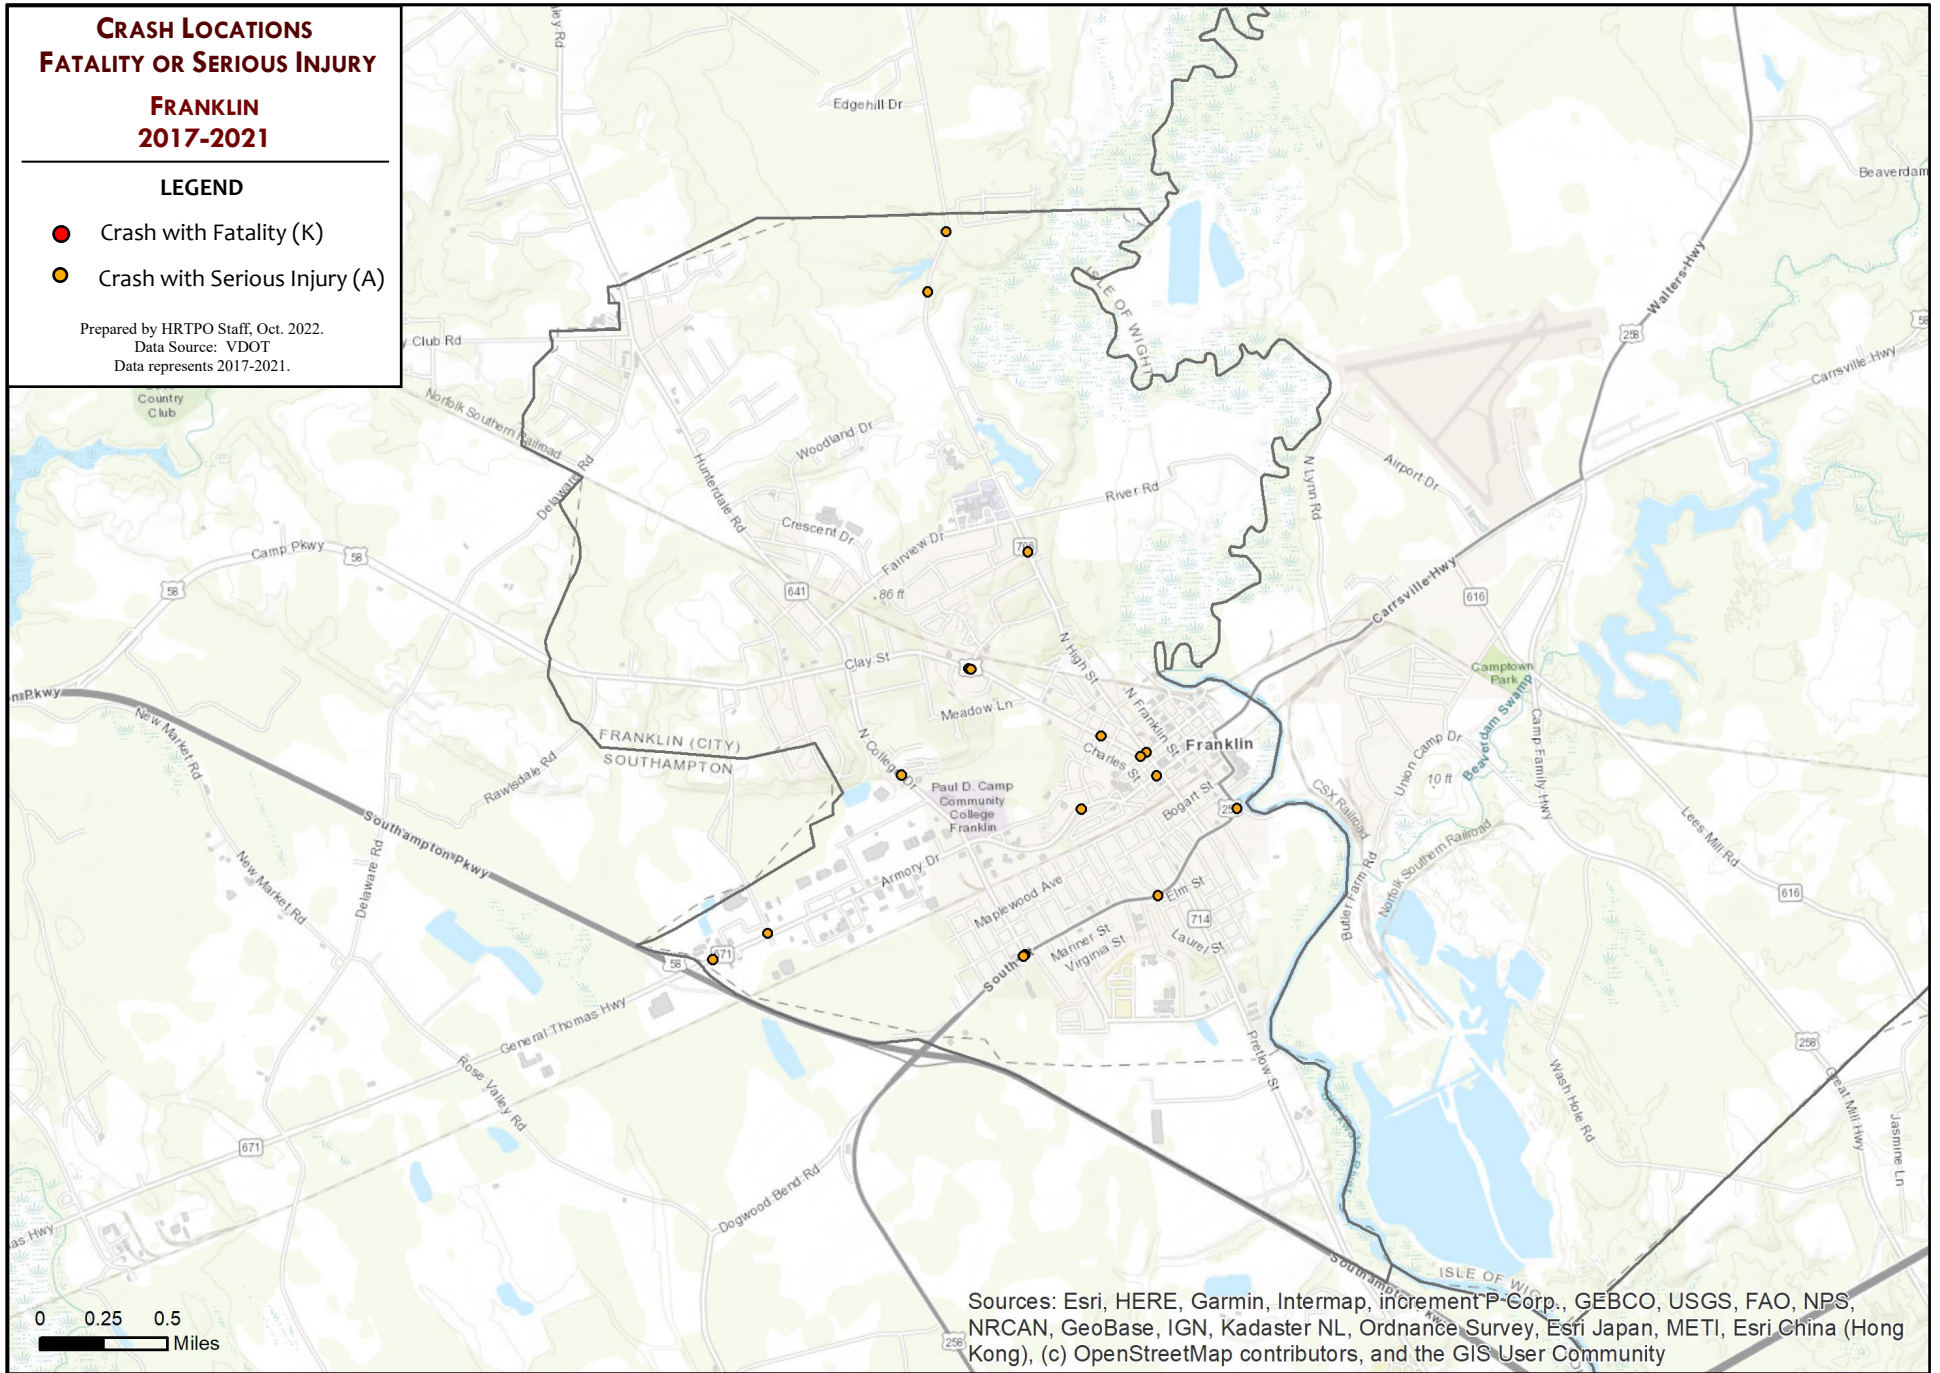 CRASH LOCATIONS
FATALITY OR SERIOUS INJURY
FRANKLIN
2017-2021
LEGEND
Crash with Fatality (K)
Crash with Serious Injury (A)
Prepared by HRTPO Staff, Oct. 2022.
Data Source: VDOT
Data represents 2017-2021.
Edgehill Dr
Beaverdam
ISLE OF WIGHT
Walters Hwy
258
58
Carrsville Hwy
Club Rd
Country
Club
Norfolk Southern Railroad
Woodland Dr
Hunterdale Rd
Delaware Rd
River Rd
N Lynn Rd
Airport Dr
Crescent Dr
Fairview Dr
Camp Pkwy
58
58
641
86 ft
616
Carrsville Hwy
Clay St
N High St
Camptown
Park
Meadow Ln
N Franklin St
Franklin
New Market Rd
FRANKLIN (CITY)
SOUTHAMPTON
N College Dr
Charles St
Beaverdam Swamp
Camp Family Hwy
Union Camp Dr
10 ft
Rawlsdale Rd
Paul D. Camp
Community
College
Franklin
Bogart St
CSX Railroad
Southampton Pkwy
Lees Mill Rd
New Market Rd
Delaware Rd
Armory Dr
Norfolk Southern Railroad
Butler Farm Rd
Maplewood Ave
Elm St
616
714
Mariner St
Virginia St
Laurel St
671
58
South
General Thomas Hwy
Pretlow St
258
Rose Valley Rd
Wash Hole Rd
Great Mill Hwy
Jasmine Ln
671
Dogwood Bend Rd
as Hwy
Southampton Pkwy
ISLE OF WIG
258
0 0.25 0.5
Miles
Sources: Esri, HERE, Garmin, Intermap, increment P Corp., GEBCO, USGS, FAO, NPS,
NRCAN, GeoBase, IGN, Kadaster NL, Ordnance Survey, Esri Japan, METI, Esri China (Hong
Kong), (c) OpenStreetMap contributors, and the GIS User Community